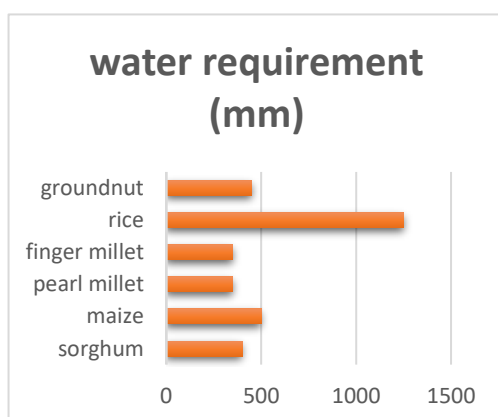 water requirement
(mm)
groundnut
rice
finger millet
pearl millet
maize
sorghum
0 500 1000 1500